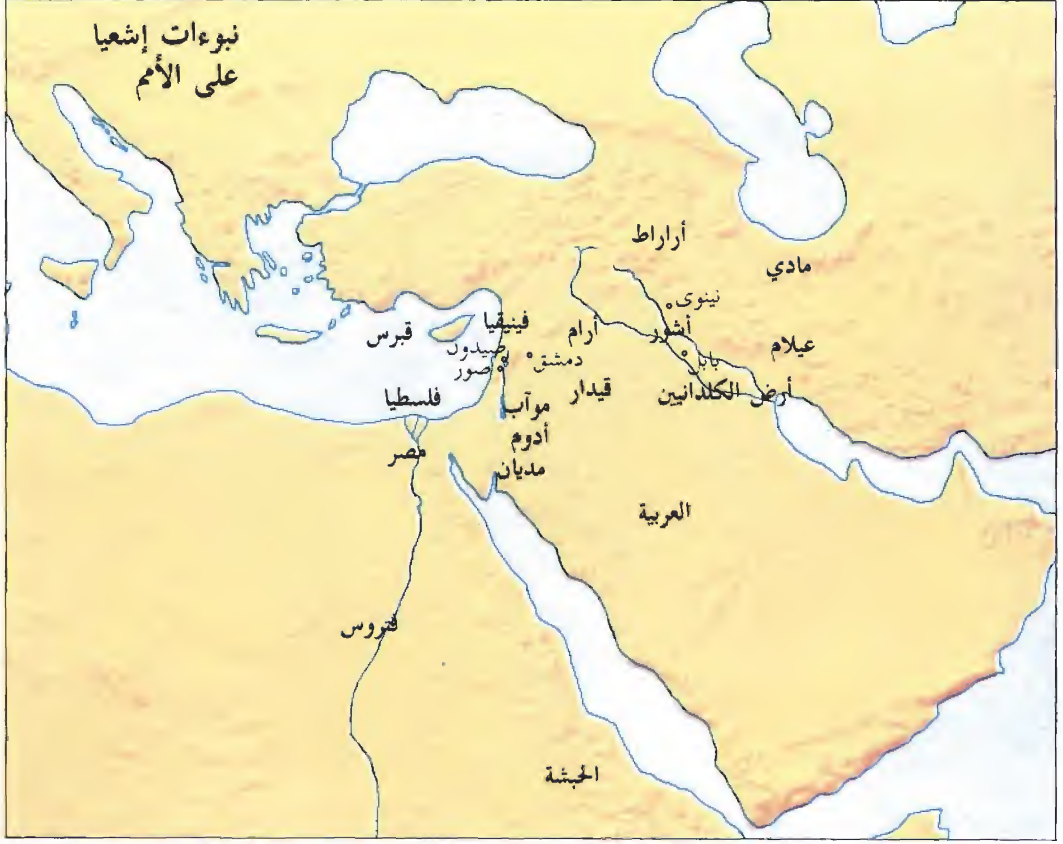 نبوءات إشعيا
على الأمم
أراراط
مادي
نينوى
أشور
أرام
فينيقيا
قبرس
صيدون
صور
دمشق
بابل
عيلام
أرض الكلدانيين
قيدار
فلسطيا
موآب
أدوم
مديان
مصر
العربية
فتروس
الحبشة